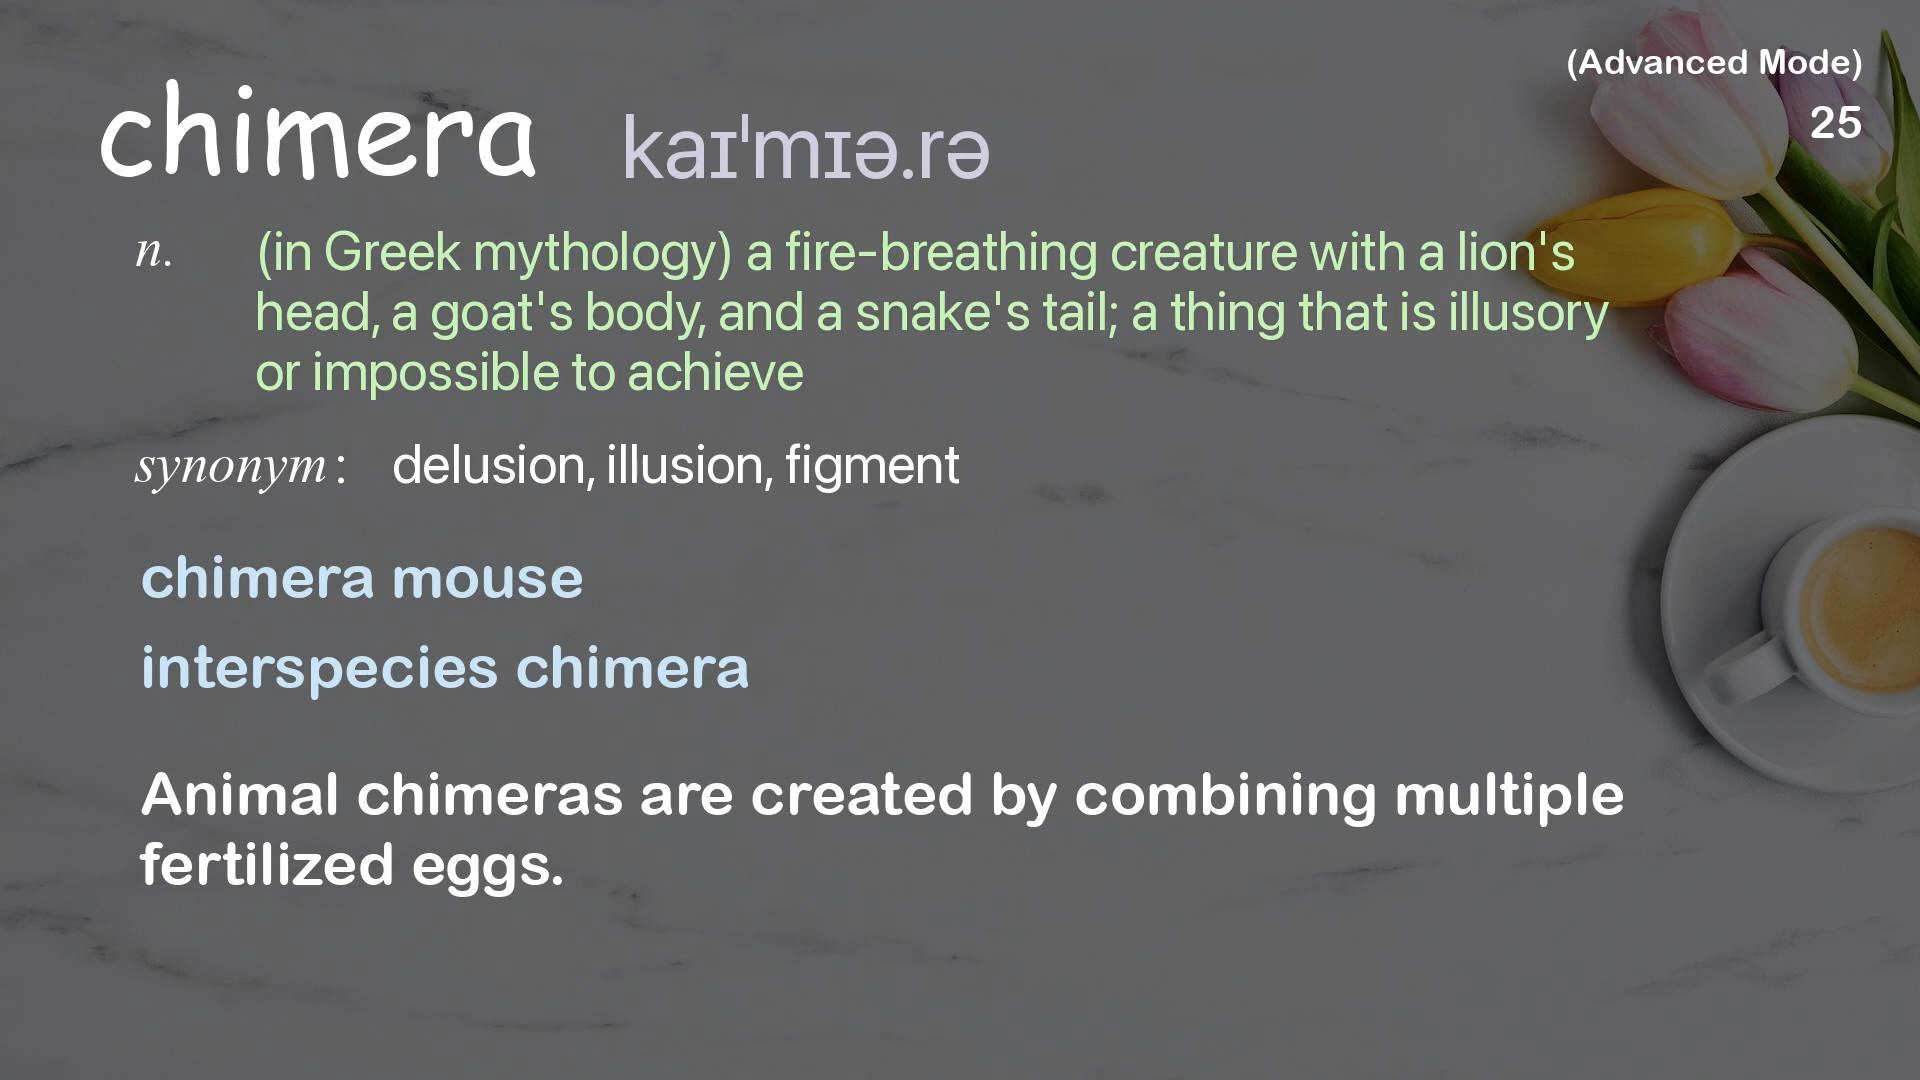 (Advanced Mode)
25
chimera kaɪˈmɪə.rə
n. (in Greek mythology) a fire-breathing creature with a lion's
head, a goat's body, and a snake's tail; a thing that is illusory
or impossible to achieve
synonym: delusion, illusion, figment
chimera mouse
interspecies chimera
Animal chimeras are created by combining multiple
fertilized eggs.